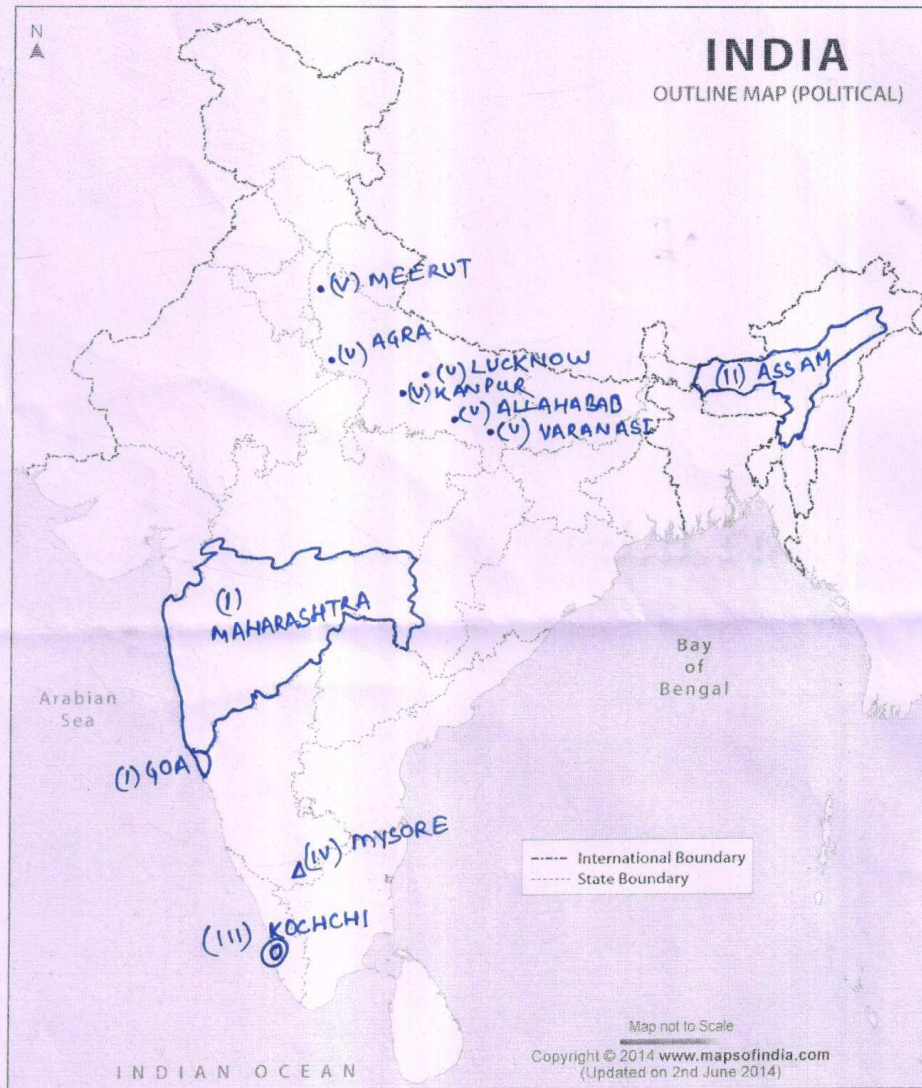 N
INDIA
OUTLINE MAP (POLITICAL)
(V) MEERUT
(V) AGRA
(V) LUCKNOW
(V) KANPUR
(V) ALLAHABAB
(V) VARANASI
(II) ASSAM
(I)
MAHARASHTRA
Bay
of
Bengal
Arabian
Sea
(I) GOA
(IV) MYSORE
International Boundary
State Boundary
(III) KOCHCHI
Map not to Scale
Copyright © 2014 www.mapsofindia.com
(Updated on 2nd June 2014)
INDIAN OCEAN